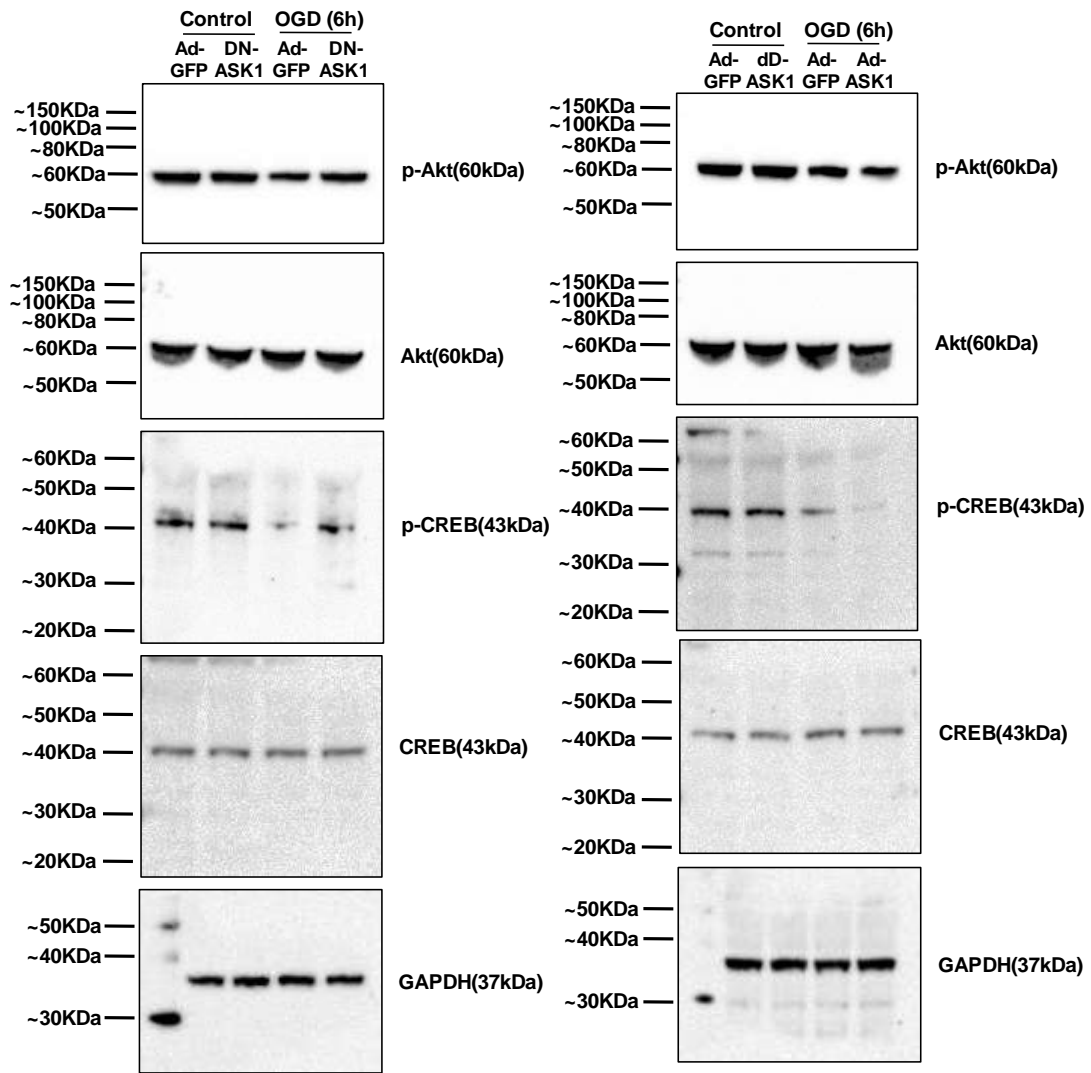 Control OGD (6h)
Ad- DN- Ad- DN-
GFP ASK1 GFP ASK1
~150KDa
~100KDa
~80KDa
~60KDa
~50KDa
p-Akt(60kDa)
~150KDa
~100KDa
~80KDa
~60KDa
~50KDa
Akt(60kDa)
~60KDa
~50KDa
~40KDa
~30KDa
~20KDa
p-CREB(43kDa)
~60KDa
~50KDa
~40KDa
~30KDa
~20KDa
CREB(43kDa)
~50KDa
~40KDa
~30KDa
GAPDH(37kDa)
Control OGD (6h)
Ad- dD- Ad- Ad-
GFP ASK1 GFP ASK1
~150KDa
~100KDa
~80KDa
~60KDa
~50KDa
p-Akt(60kDa)
~150KDa
~100KDa
~80KDa
~60KDa
~50KDa
Akt(60kDa)
~60KDa
~50KDa
~40KDa
~30KDa
~20KDa
p-CREB(43kDa)
~60KDa
~50KDa
~40KDa
~30KDa
~20KDa
CREB(43kDa)
~50KDa
~40KDa
~30KDa
GAPDH(37kDa)